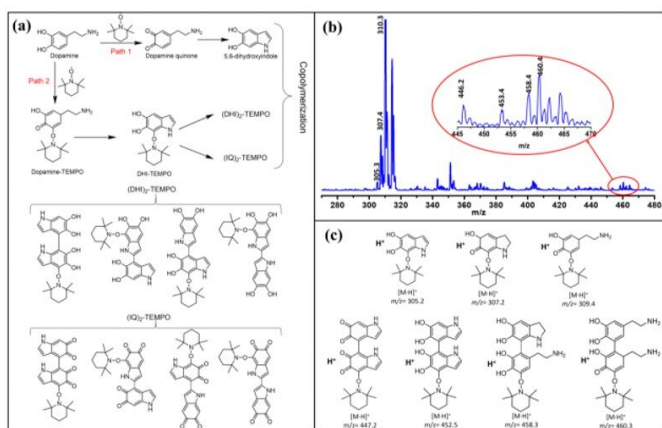 (a)
Dopamine
Path 1
Dopamine quinone
5,6-dihydroxyindole
Path 2
Dopamine-TEMPO
DHI-TEMPO
(DHI)₂-TEMPO
(IQ)₂-TEMPO
Copolymerization
(DHI)₂-TEMPO
(IQ)₂-TEMPO
(b)
310.3
307.4
305.3
446.2
453.4
458.4
460.4
445 450 455 460 465 470
m/z
280 300 320 340 360 380 400 420 440 460 480
m/z
(c)
H⁺
H⁺
H⁺
[M-H]⁺
m/z= 305.2
[M-H]⁺
m/z= 307.2
[M-H]⁺
m/z= 309.4
H⁺
H⁺
H⁺
H⁺
[M-H]⁺
m/z= 447.2
[M-H]⁺
m/z= 452.5
[M-H]⁺
m/z= 458.3
[M-H]⁺
m/z= 460.3